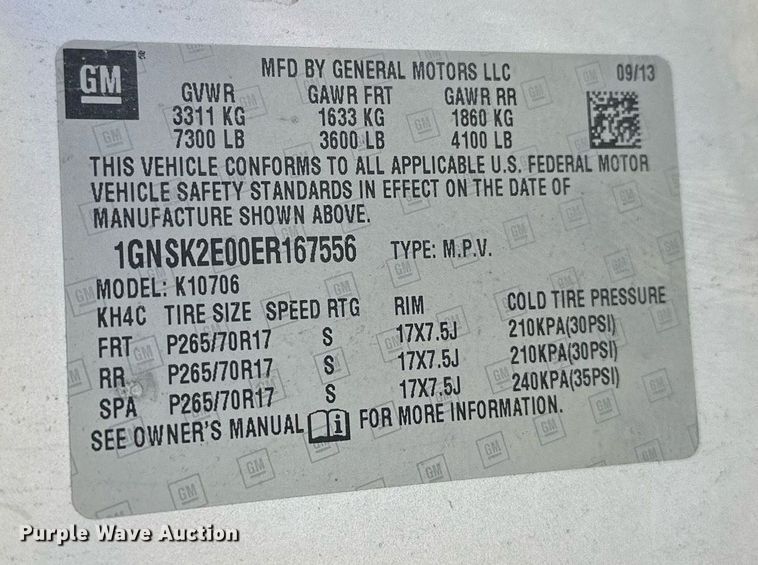 GM
MFD BY GENERAL MOTORS LLC 09/13
GVWR GAWR FRT GAWR RR
3311 KG 1633 KG 1860 KG
7300 LB 3600 LB 4100 LB
THIS VEHICLE CONFORMS TO ALL APPLICABLE U.S. FEDERAL MOTOR
VEHICLE SAFETY STANDARDS IN EFFECT ON THE DATE OF
MANUFACTURE SHOWN ABOVE.
1GNSK2E00ER167556 TYPE: M.P.V.
MODEL: K10706
KH4C TIRE SIZE SPEED RTG RIM COLD TIRE PRESSURE
FRT P265/70R17 S 17X7.5J 210KPA(30PSI)
RR P265/70R17 S 17X7.5J 210KPA(30PSI)
SPA P265/70R17 S 17X7.5J 240KPA(35PSI)
SEE OWNER'S MANUAL FOR MORE INFORMATION.
Purple Wave Auction